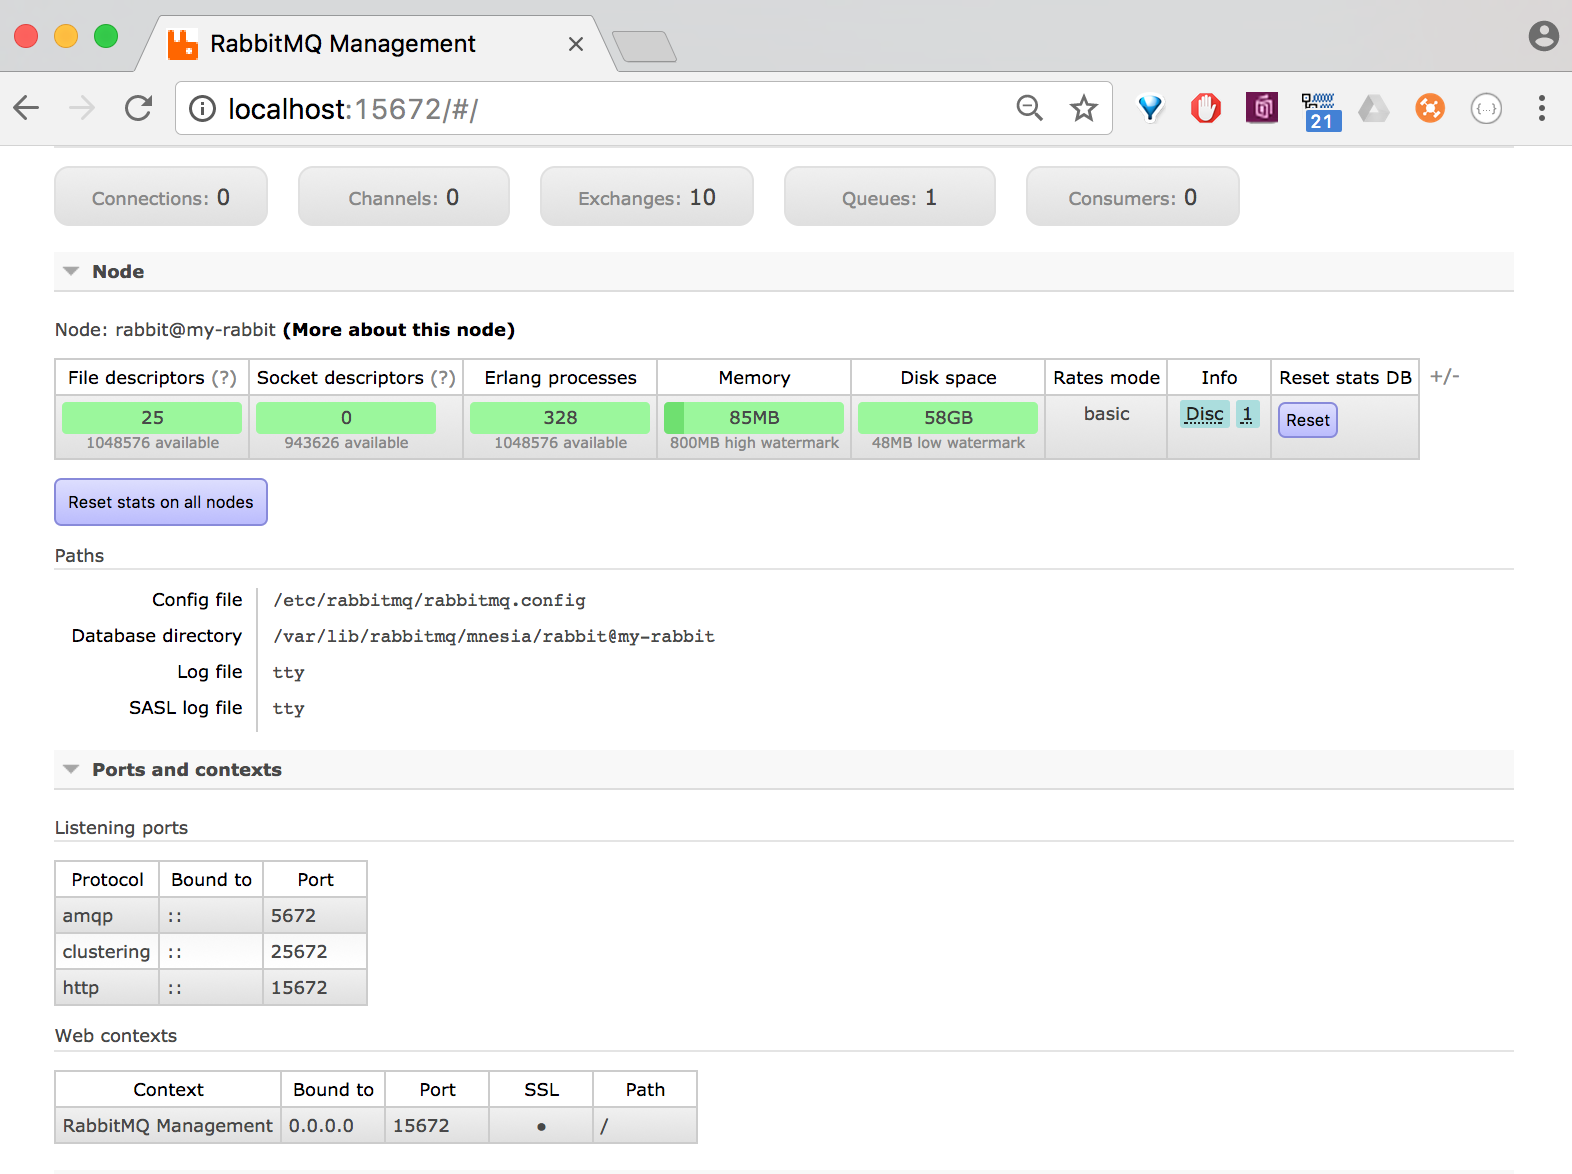 RabbitMQ Management
localhost:15672/#/
21
{...}
Connections: 0 Channels: 0 Exchanges: 10 Queues: 1 Consumers: 0
Node
Node: rabbit@my-rabbit (More about this node)
File descriptors (?) Socket descriptors (?) Erlang processes Memory Disk space Rates mode Info Reset stats DB +/-
25 0 328 85MB 58GB basic Disc 1 Reset
1048576 available 943626 available 1048576 available 800MB high watermark 48MB low watermark
Reset stats on all nodes
Paths
Config file /etc/rabbitmq/rabbitmq.config
Database directory /var/lib/rabbitmq/mnesia/rabbit@my-rabbit
Log file tty
SASL log file tty
Ports and contexts
Listening ports
Protocol Bound to Port
amqp :: 5672
clustering :: 25672
http :: 15672
Web contexts
Context Bound to Port SSL Path
RabbitMQ Management 0.0.0.0 15672 ● /